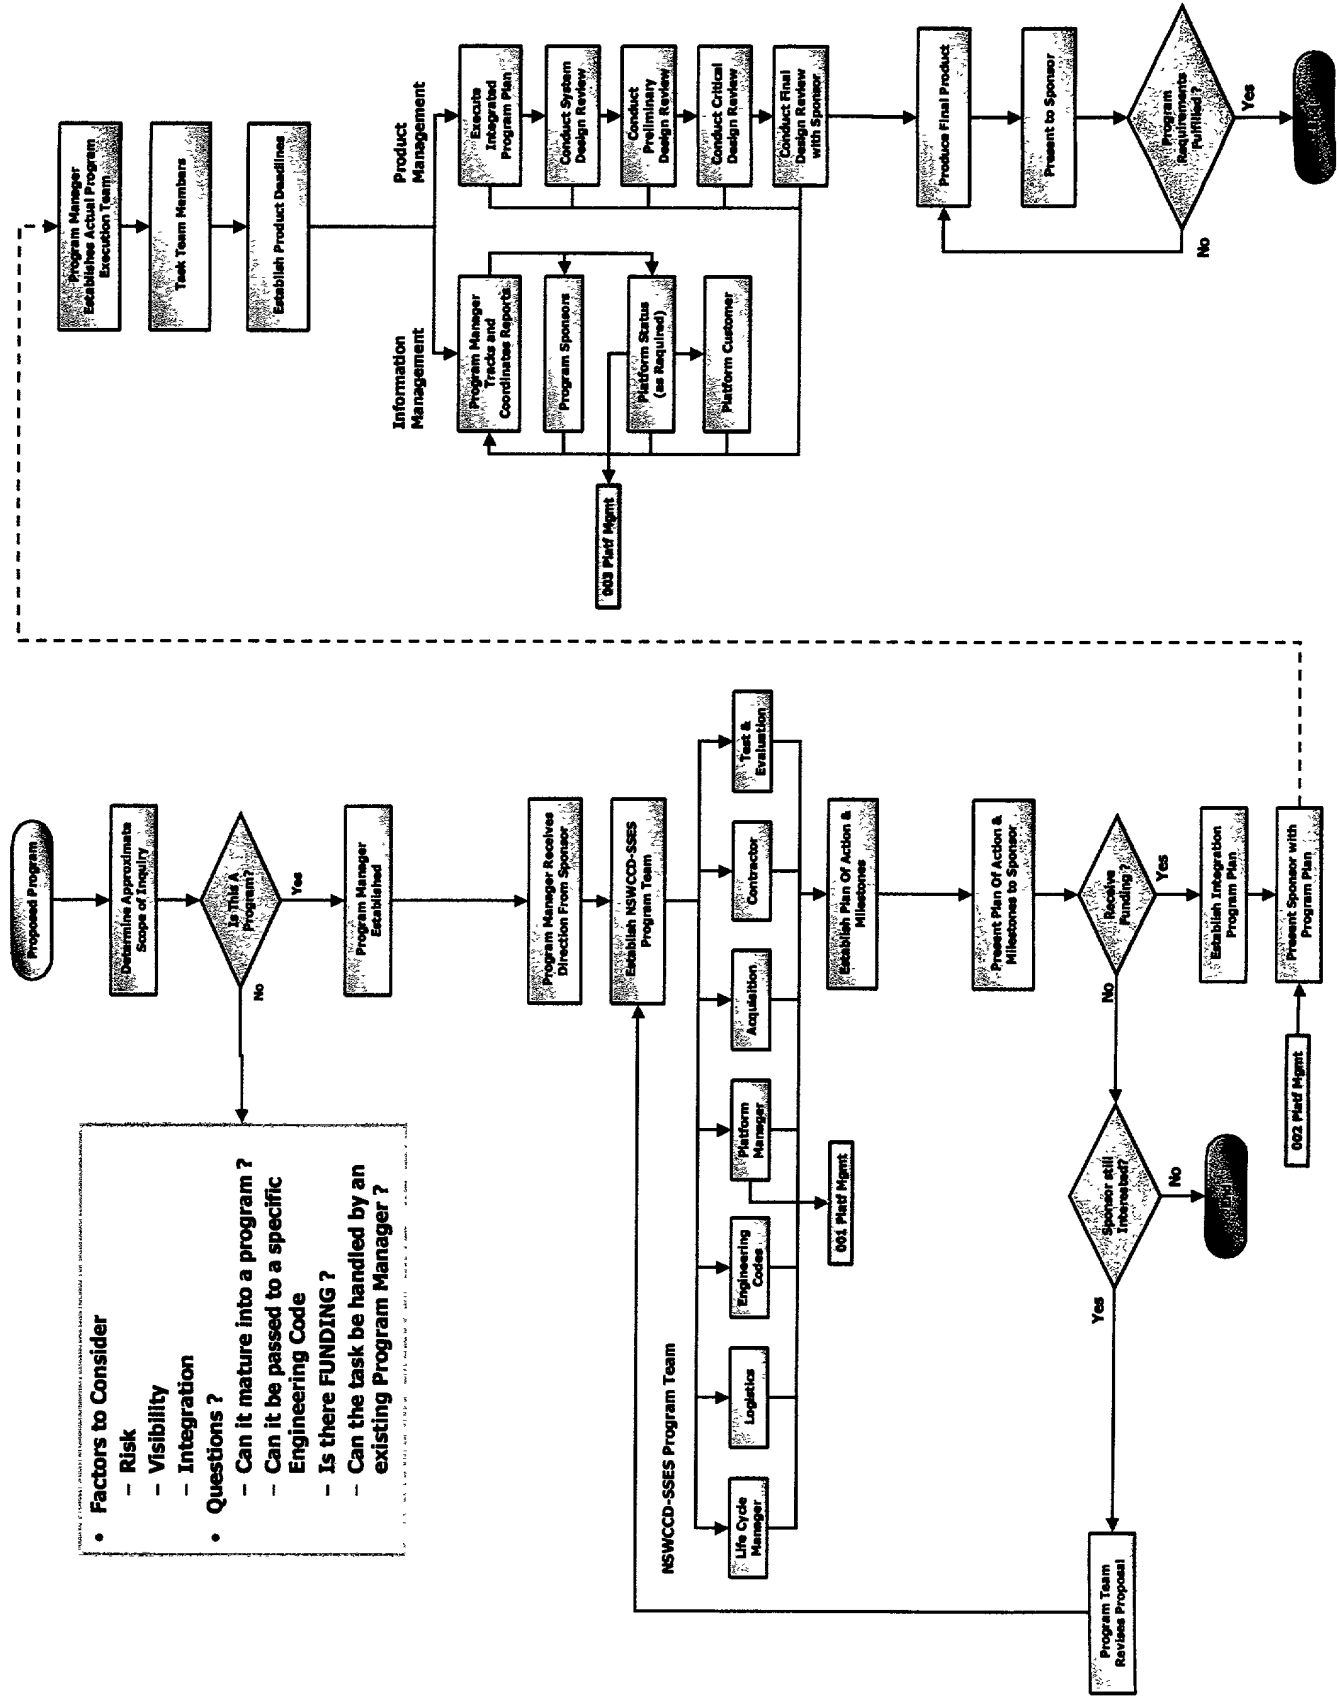 Proposed Program
Determine Approximate
Scope of Inquiry
Is This A
Program?
No
Yes
• Factors to Consider
– Risk
– Visibility
– Integration
• Questions ?
– Can it mature into a program ?
– Can it be passed to a specific
Engineering Code
– Is there FUNDING ?
– Can the task be handled by an
existing Program Manager ?
Program Manager
Established
Program Manager Receives
Direction From Sponsor
Establish NSWCCD-SSES
Program Team
NSWCCD-SSES Program Team
Life Cycle
Manager
Logistics
Engineering
Codes
Platform
Manager
Acquisition
Contractor
Test &
Evaluation
001 Platf Mgmt
Establish Plan Of Action &
Milestones
Present Plan Of Action &
Milestones to Sponsor
Receive
Funding ?
No
Yes
Sponsor still
Interested?
Yes
No
End
Program Team
Revises Proposal
Establish Integration
Program Plan
002 Platf Mgmt
Present Sponsor with
Program Plan
Program Manager
Establishes Actual Program
Execution Team
Task Team Members
Establish Product Deadlines
Information
Management
Product
Management
Program Manager
Tracks and
Coordinates Reports
Program Sponsors
Platform Status
(as Required)
Platform Customer
003 Platf Mgmt
Execute
Integrated
Program Plan
Conduct System
Design Review
Conduct
Preliminary
Design Review
Conduct Critical
Design Review
Conduct Final
Design Review
with Sponsor
Produce Final Product
Present to Sponsor
Program
Requirements
Fulfilled ?
No
Yes